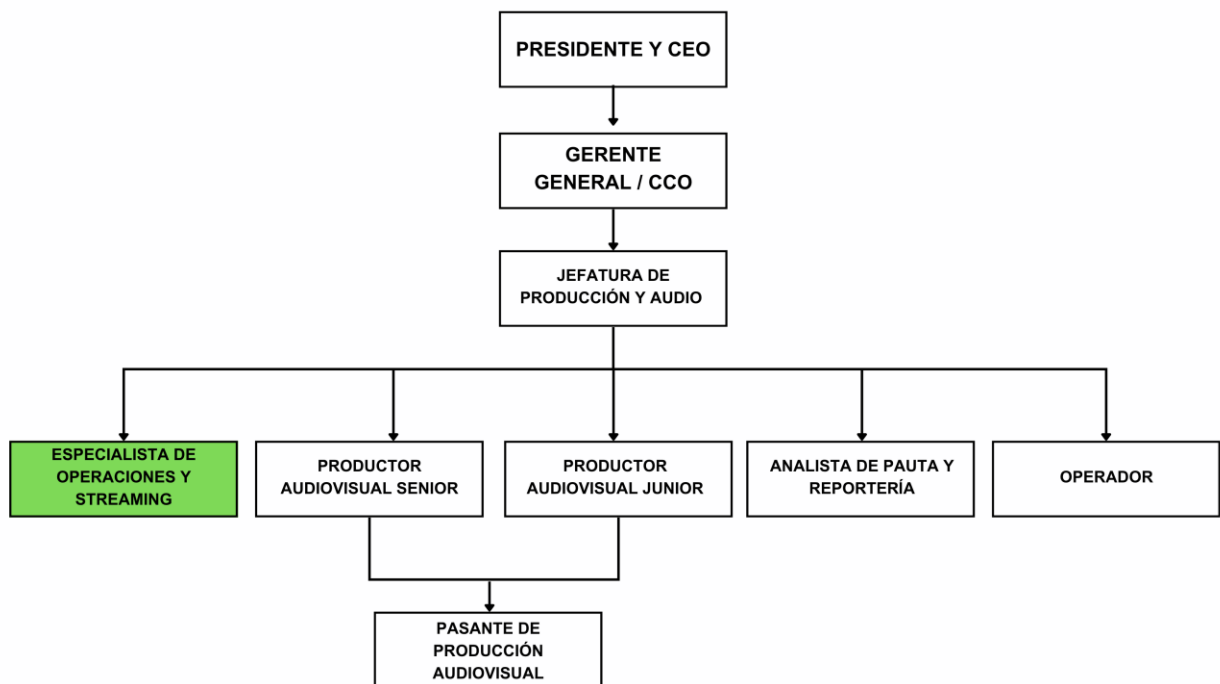 PRESIDENTE Y CEO
GERENTE
GENERAL / CCO
JEFATURA DE
PRODUCCIÓN Y AUDIO
ESPECIALISTA DE
OPERACIONES Y
STREAMING
PRODUCTOR
AUDIOVISUAL SENIOR
PRODUCTOR
AUDIOVISUAL JUNIOR
ANALISTA DE PAUTA Y
REPORTERÍA
OPERADOR
PASANTE DE
PRODUCCIÓN
AUDIOVISUAL